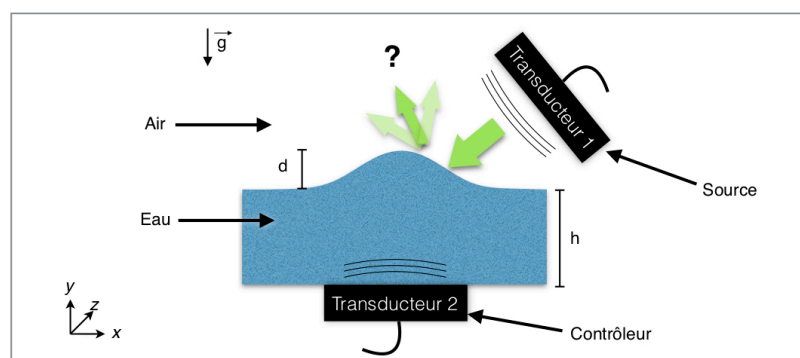 g
?
Transducteur 1
Air
d
Source
Eau
h
y
z
x
Transducteur 2
Contrôleur